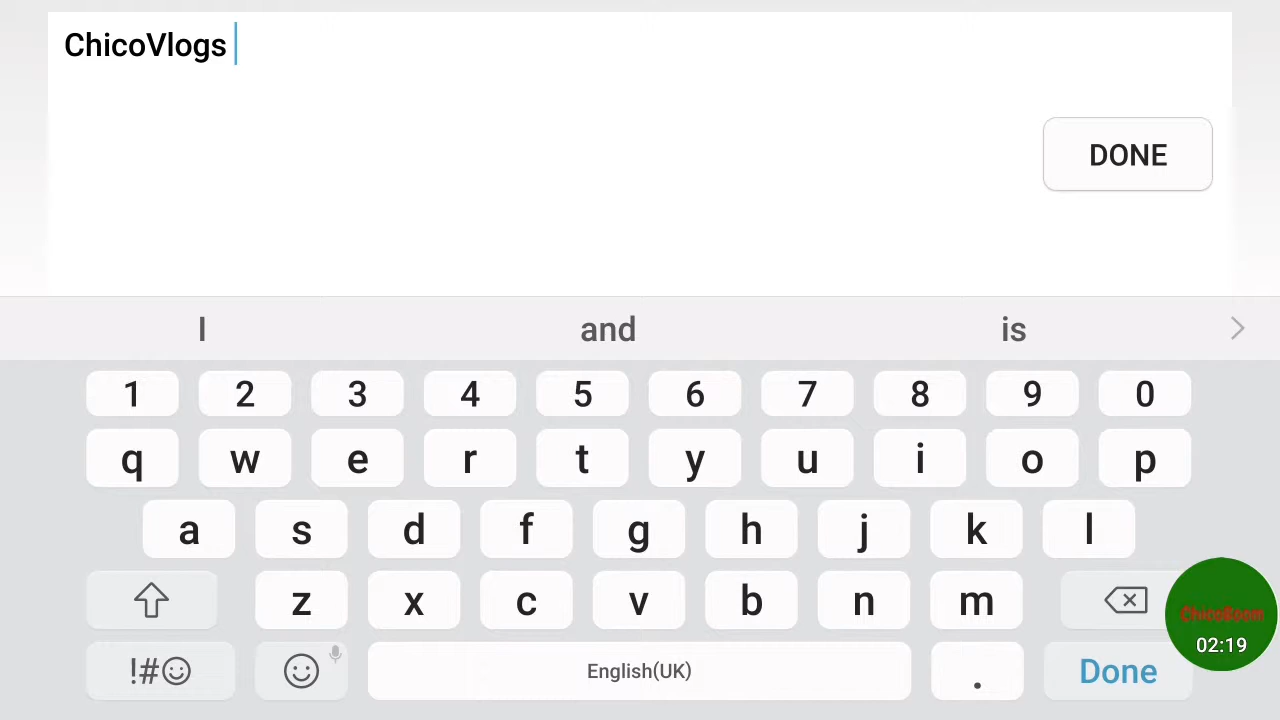 ChicoVlogs
DONE
I and is
1 2 3 4 5 6 7 8 9 0
q w e r t y u i o p
a s d f g h j k l
z x c v b n m
ChicoBoom
02:19
!#☺ English(UK) . Done